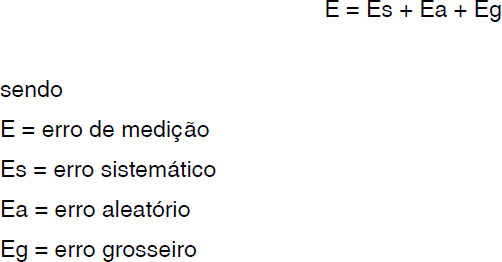 E = Es + Ea + Eg
sendo
E = erro de medição
Es = erro sistemático
Ea = erro aleatório
Eg = erro grosseiro